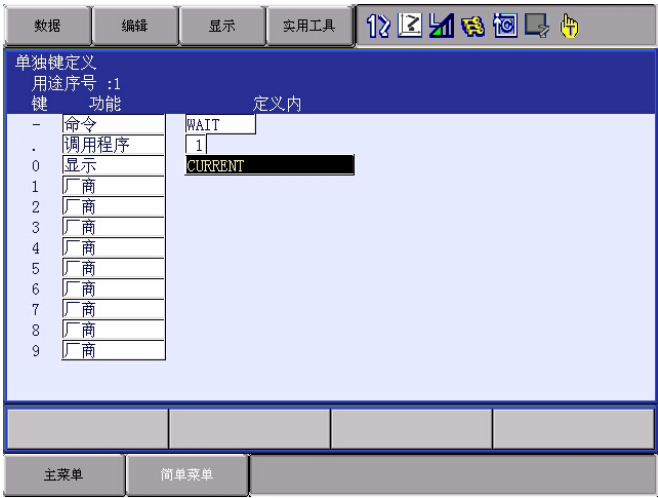 数据 编辑 显示 实用工具
单独键定义
用途序号 :1
键 功能 定义内
- 命令 WAIT
. 调用程序 1
0 显示 CURRENT
1 厂商
2 厂商
3 厂商
4 厂商
5 厂商
6 厂商
7 厂商
8 厂商
9 厂商
主菜单 简单菜单